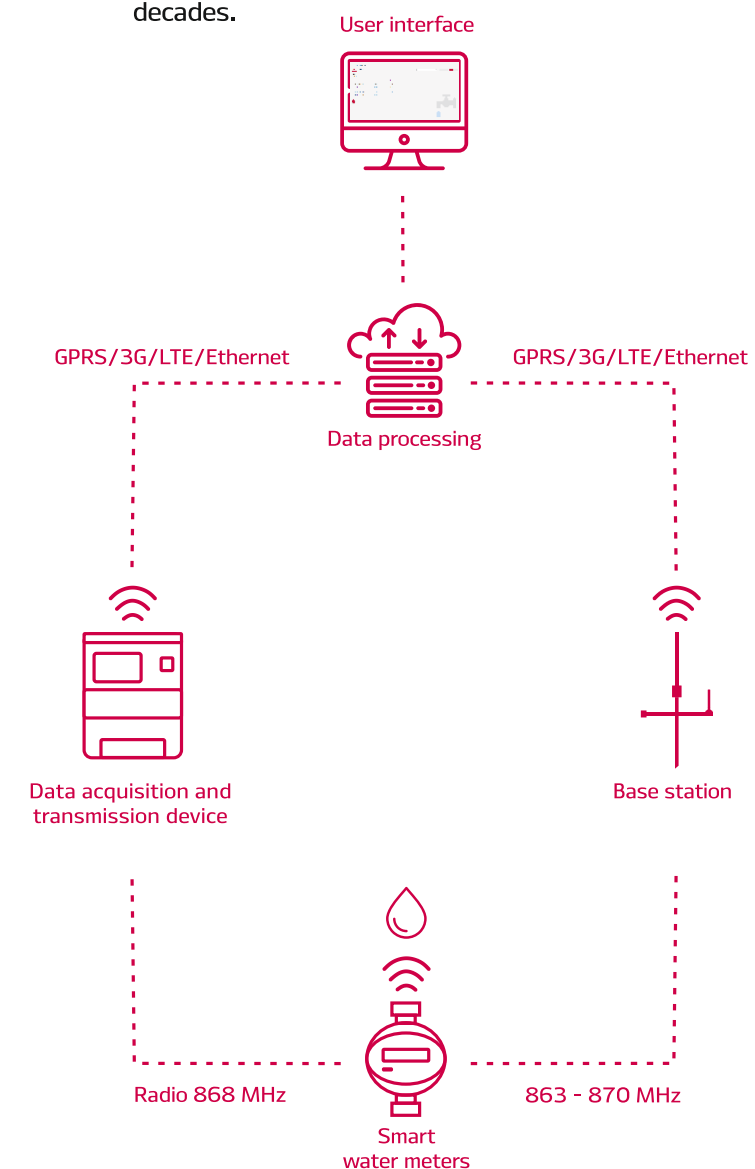 decades.
User interface
GPRS/3G/LTE/Ethernet
GPRS/3G/LTE/Ethernet
Data processing
Data acquisition and
transmission device
Base station
Radio 868 MHz
863 - 870 MHz
Smart
water meters